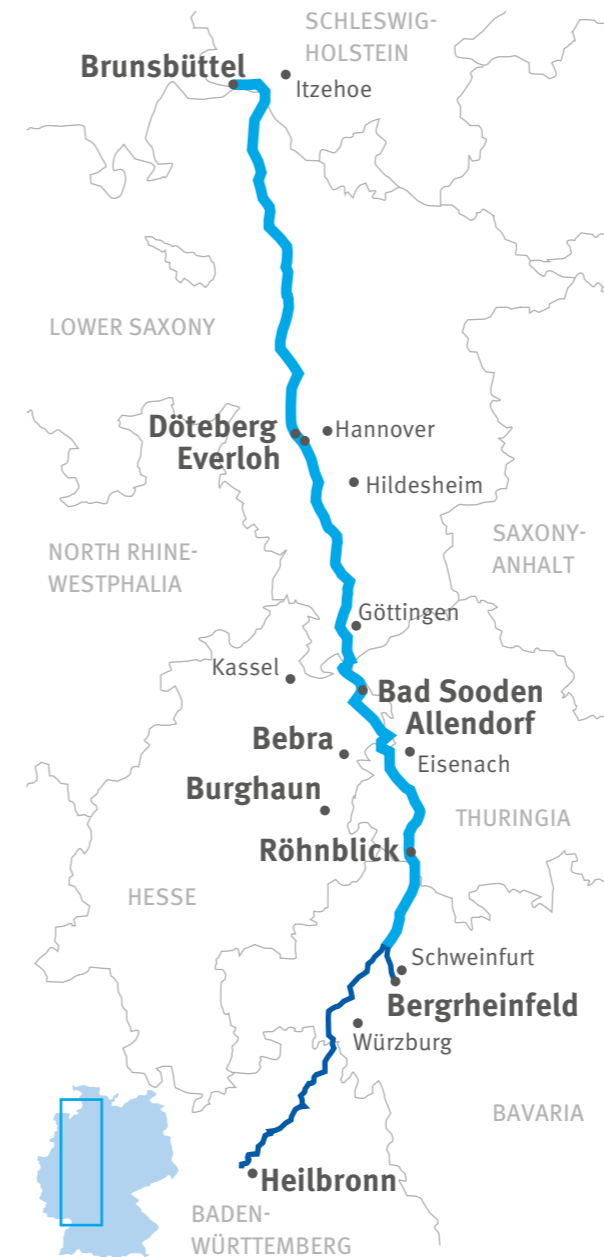 SCHLESWIG-
HOLSTEIN
Brunsbüttel
Itzehoe
LOWER SAXONY
Döteberg
Everloh
Hannover
Hildesheim
NORTH RHINE-
WESTPHALIA
SAXONY-
ANHALT
Göttingen
Kassel
Bad Sooden
Allendorf
Bebra
Eisenach
Burghaun
THURINGIA
Röhnblick
HESSE
Schweinfurt
Bergrheinfeld
Würzburg
BAVARIA
Heilbronn
BADEN-
WÜRTTEMBERG